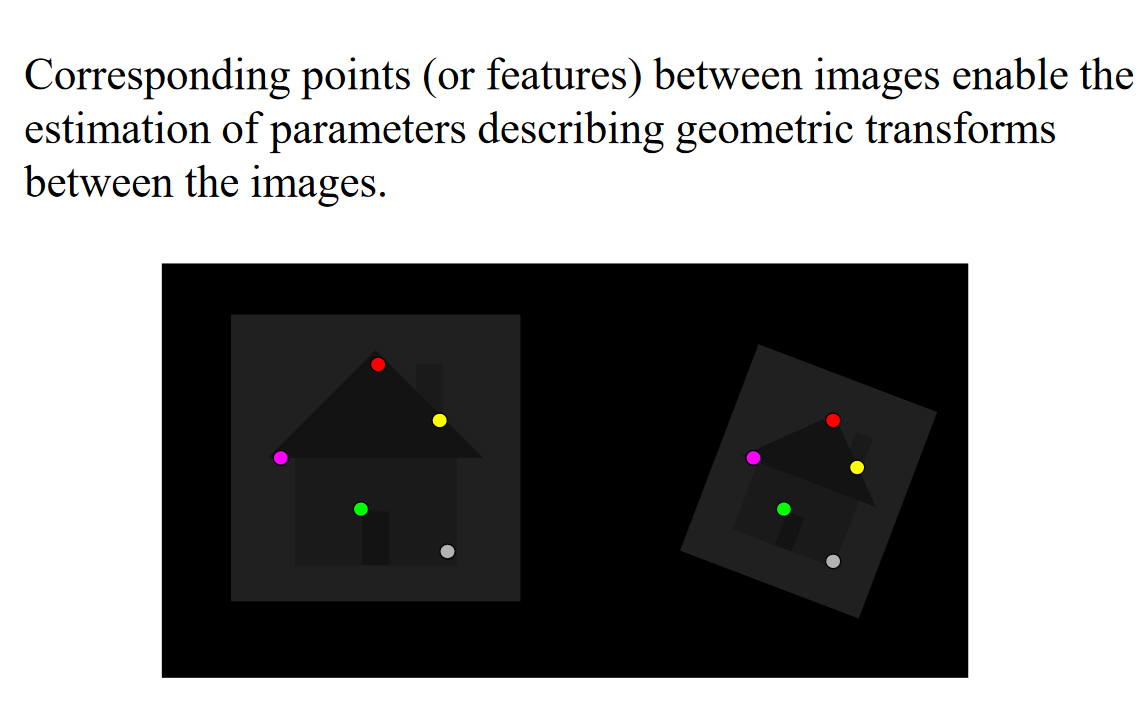 Corresponding points (or features) between images enable the
estimation of parameters describing geometric transforms
between the images.